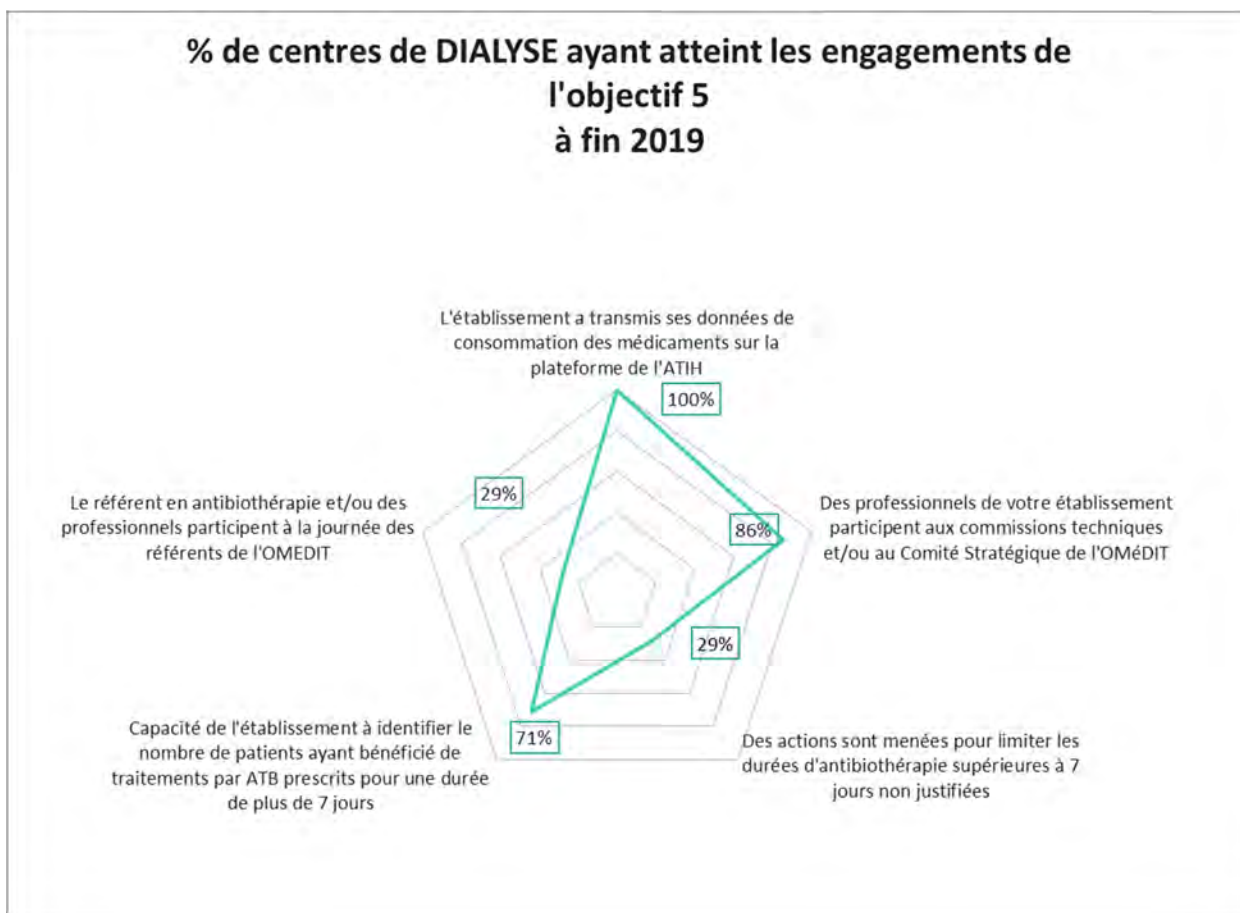 % de centres de DIALYSE ayant atteint les engagements de
l'objectif 5
à fin 2019
L'établissement a transmis ses données de
consommation des médicaments sur la
plateforme de l'ATIH
100%
Des professionnels de votre établissement
participent aux commissions techniques
et/ou au Comité Stratégique de l'OMéDIT
86%
Des actions sont menées pour limiter les
durées d'antibiothérapie supérieures à 7
jours non justifiées
29%
Capacité de l'établissement à identifier le
nombre de patients ayant bénéficié de
traitements par ATB prescrits pour une durée
de plus de 7 jours
71%
Le référent en antibiothérapie et/ou des
professionnels participent à la journée des
référents de l'OMEDIT
29%